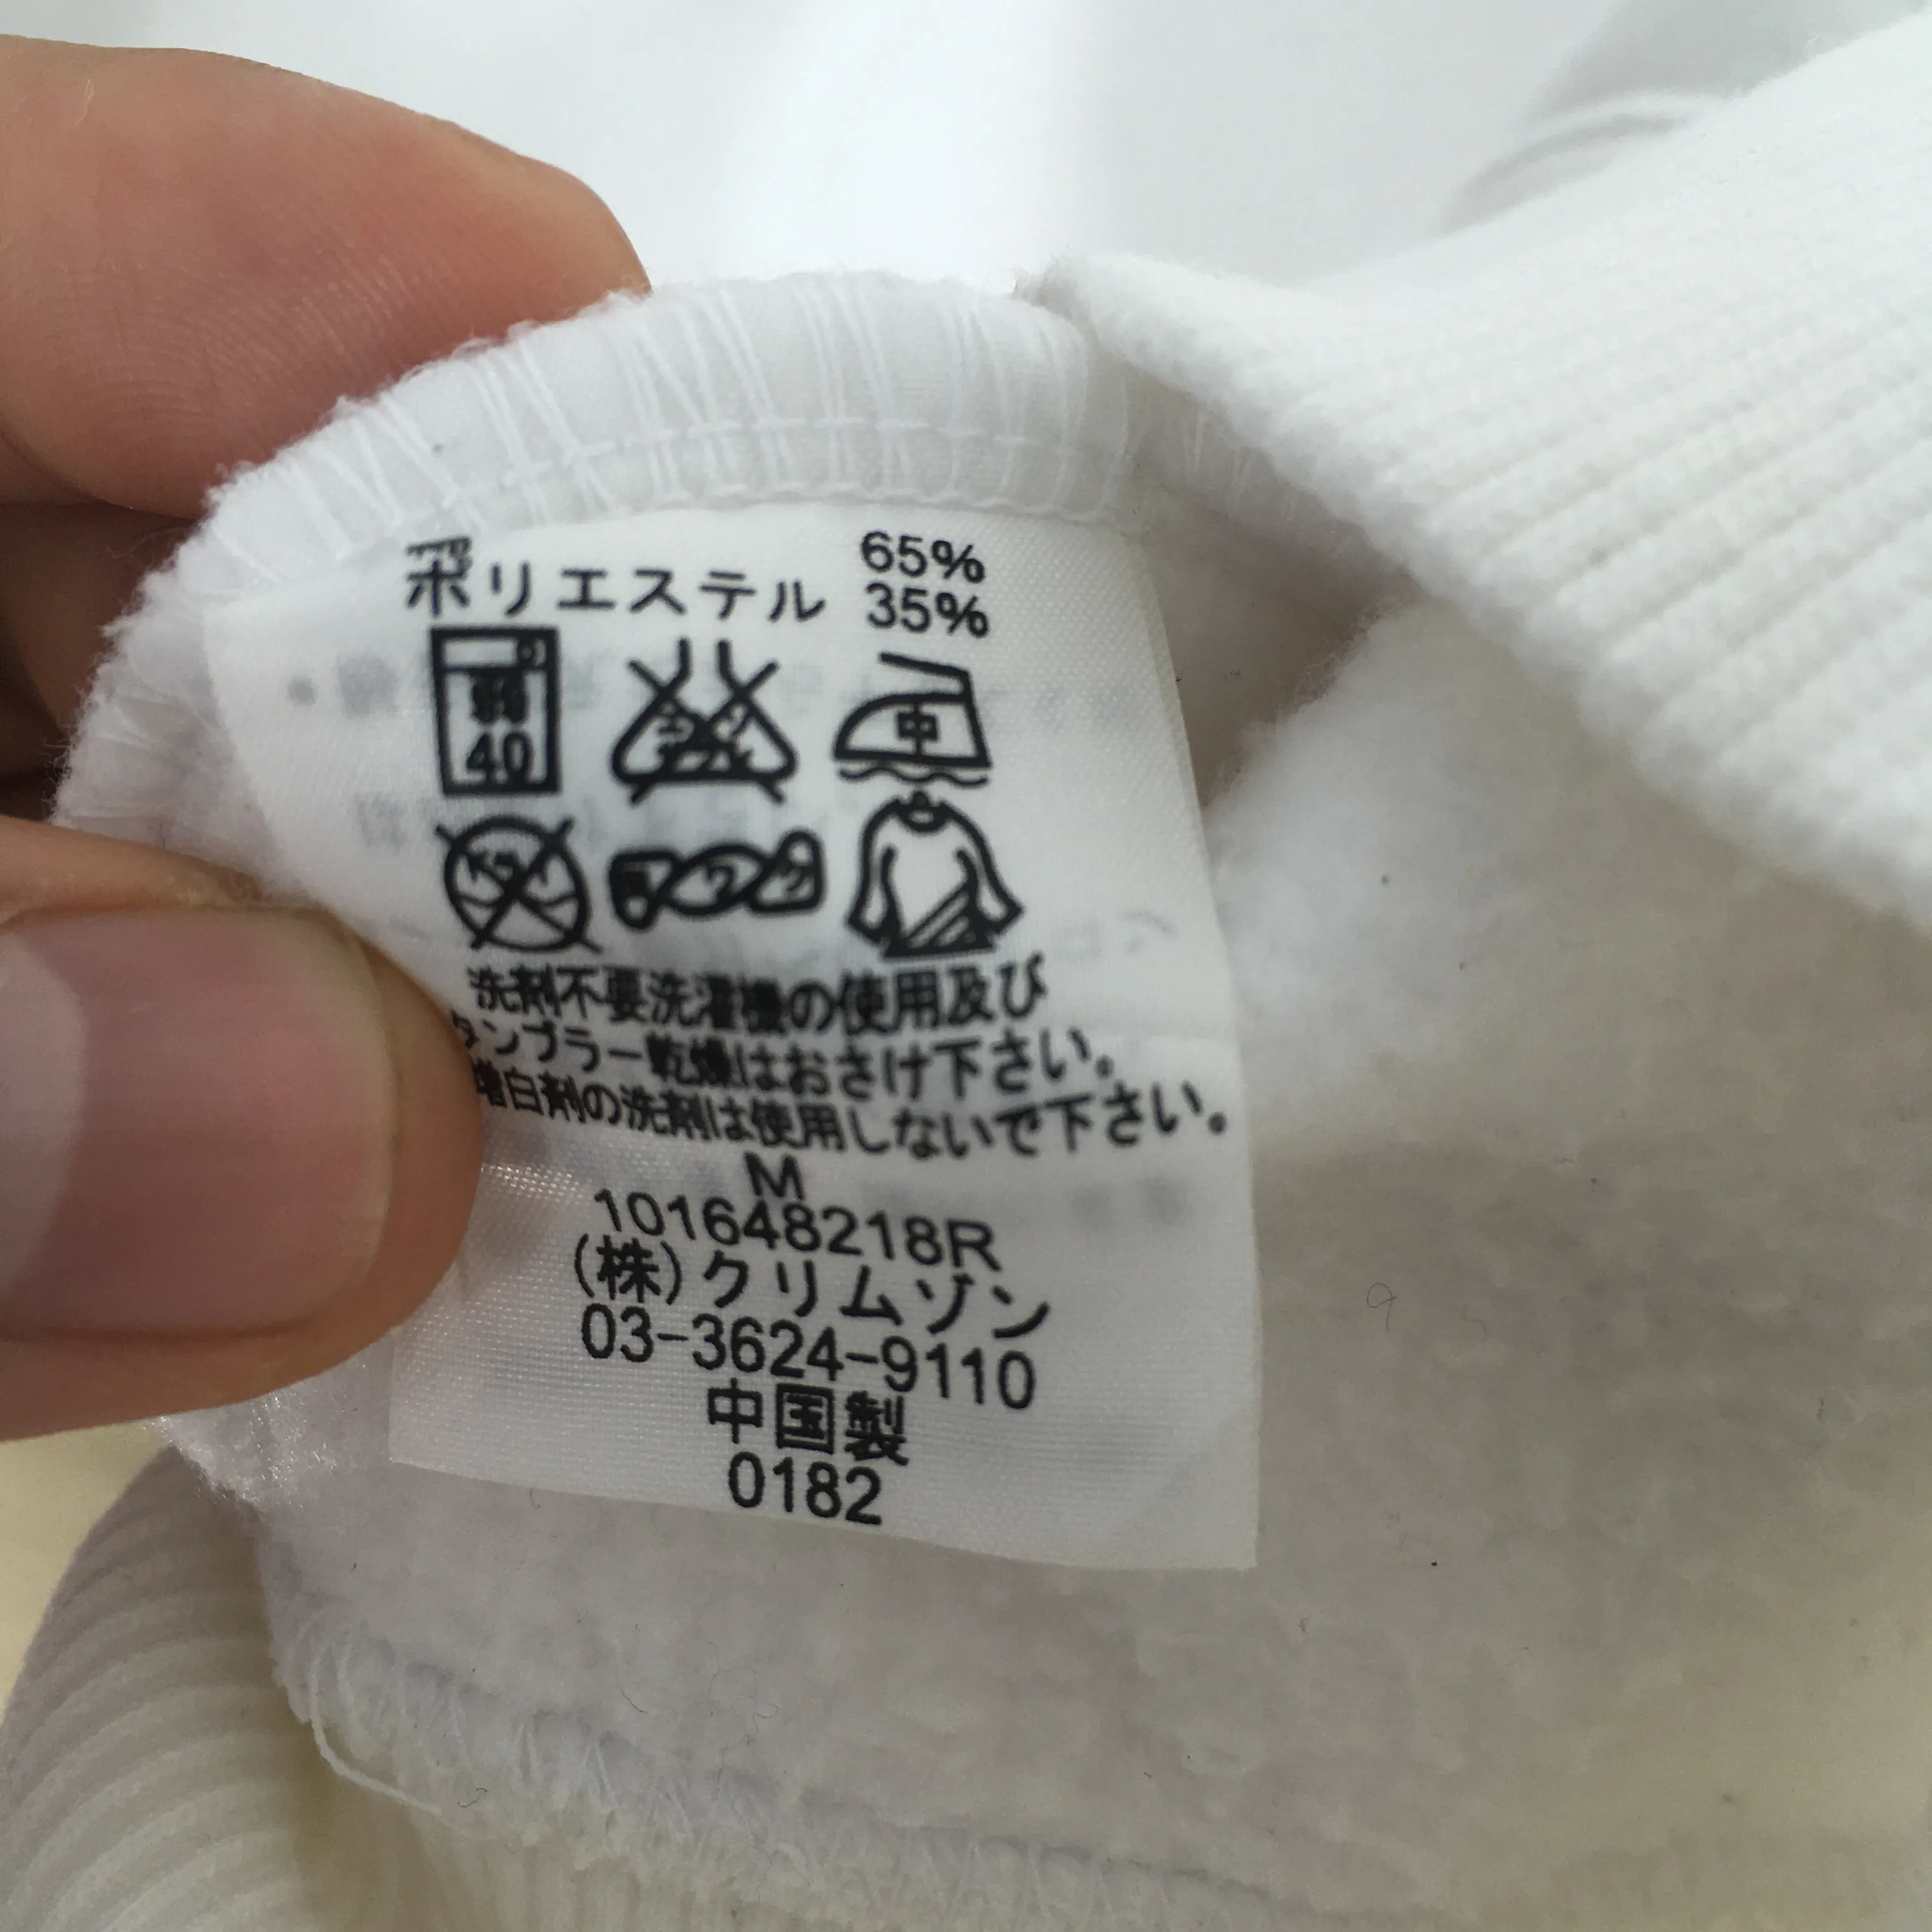 65%
ポリエステル 35%
40
中
洗剤不要洗濯機の使用及び
タンブラー乾燥はおさけ下さい。
増白剤の洗剤は使用しないで下さい。
M
101648218R
(株)クリムゾン
03-3624-9110
中国製
0182